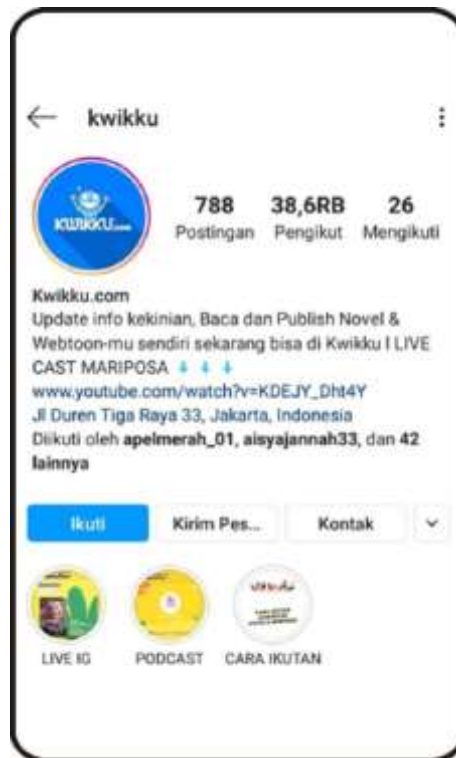 kwikku
KWIKKU.com
788 38,6RB 26
Postingan Pengikut Mengikuti
Kwikku.com
Update info kekinian, Baca dan Publish Novel &
Webtoon-mu sendiri sekarang bisa di Kwikku l LIVE
CAST MARIPOSA
www.youtube.com/watch?v=KDEJY_Dht4Y
Jl Duren Tiga Raya 33, Jakarta, Indonesia
Diikuti oleh apelmerah_01, aisyajannah33, dan 42
lainnya
Ikuti Kirim Pes... Kontak
LIVE IG PODCAST CARA IKUTAN